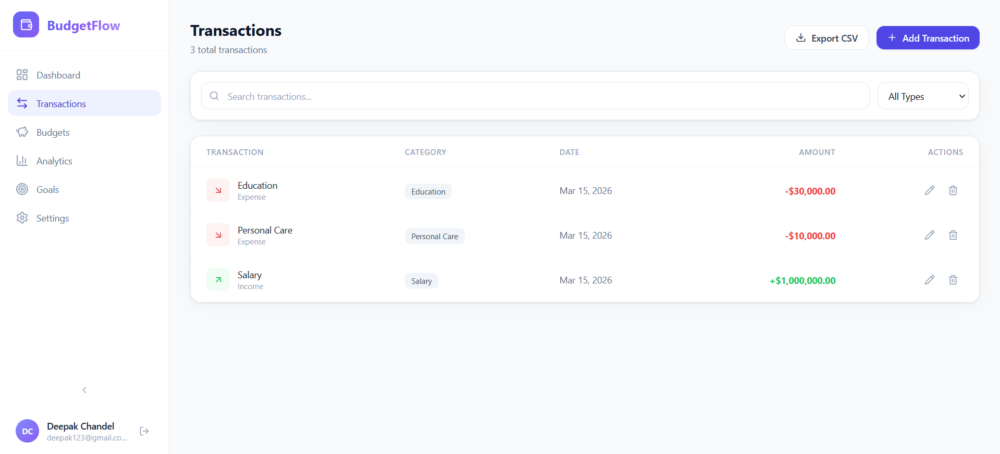 BudgetFlow
Dashboard
Transactions
Budgets
Analytics
Goals
Settings
DC
Deepak Chandel
deepak123@gmail.co...
Transactions
3 total transactions
Export CSV
Add Transaction
Search transactions...
All Types
TRANSACTION CATEGORY DATE AMOUNT ACTIONS
Education
Expense
Education
Mar 15, 2026
-$30,000.00
Personal Care
Expense
Personal Care
Mar 15, 2026
-$10,000.00
Salary
Income
Salary
Mar 15, 2026
+$1,000,000.00